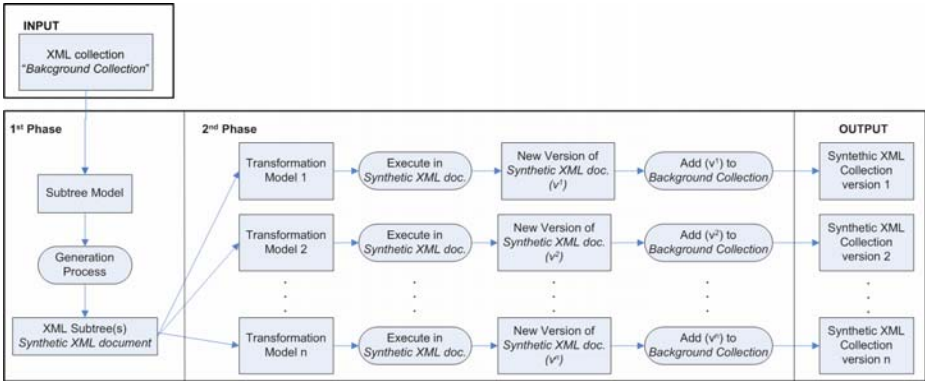 INPUT
XML collection
"Bakcground Collection"
1st Phase
2nd Phase
OUTPUT
Subtree Model
Generation
Process
XML Subtree(s)
Synthetic XML document
Transformation
Model 1
Execute in
Synthetic XML doc.
New Version of
Synthetic XML doc.
(v¹)
Add (v¹) to
Background Collection
Syntethic XML
Collection
version 1
Transformation
Model 2
Execute in
Synthetic XML doc.
New Version of
Synthetic XML doc.
(v²)
Add (v²) to
Background Collection
Synthetic XML
Collection
version 2
Transformation
Model n
Execute in
Synthetic XML doc.
New Version of
Synthetic XML doc.
(vⁿ)
Add (vⁿ) to
Background Collection
Synthetic XML
Collection
version n